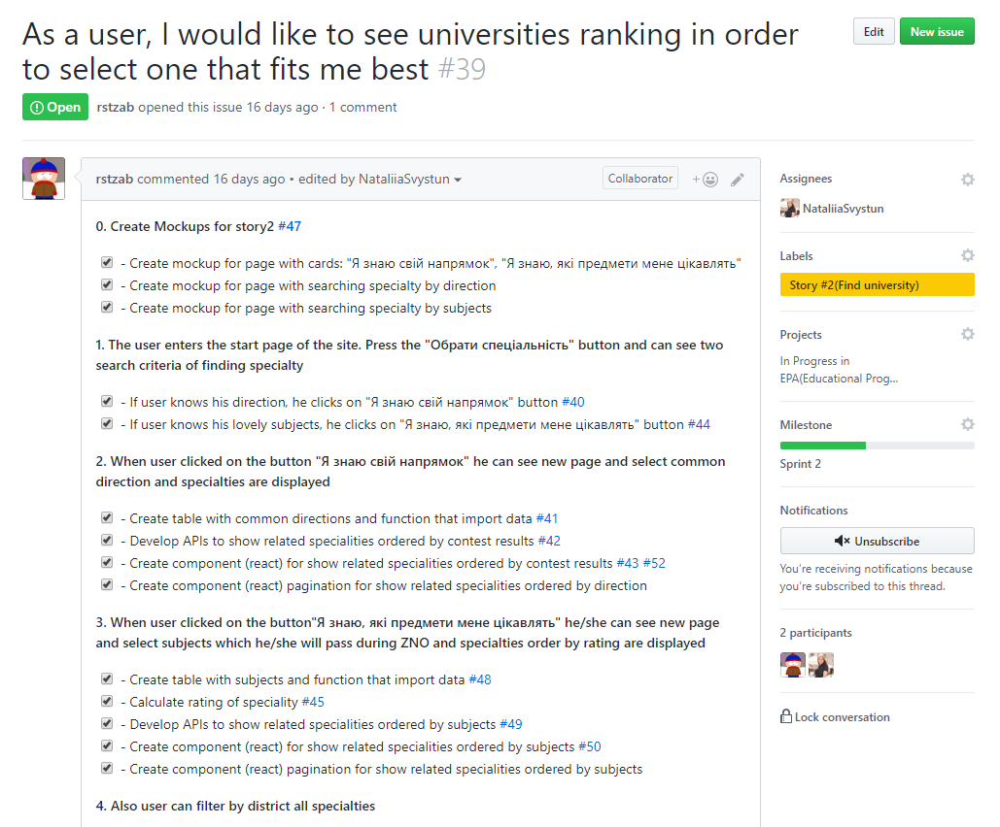 As a user, I would like to see universities ranking in order
to select one that fits me best #39
Edit
New issue
Open
rstzab opened this issue 16 days ago · 1 comment
rstzab commented 16 days ago • edited by NataliiaSvystun
Collaborator
+
0. Create Mockups for story2 #47
- Create mockup for page with cards: "Я знаю свій напрямок", "Я знаю, які предмети мене цікавлять"
- Create mockup for page with searching specialty by direction
- Create mockup for page with searching specialty by subjects
1. The user enters the start page of the site. Press the "Обрати спеціальність" button and can see two
search criteria of finding specialty
- If user knows his direction, he clicks on "Я знаю свій напрямок" button #40
- If user knows his lovely subjects, he clicks on "Я знаю, які предмети мене цікавлять" button #44
2. When user clicked on the button "Я знаю свій напрямок" he can see new page and select common
direction and specialties are displayed
- Create table with common directions and function that import data #41
- Develop APIs to show related specialities ordered by contest results #42
- Create component (react) for show related specialities ordered by contest results #43 #52
- Create component (react) pagination for show related specialities ordered by direction
3. When user clicked on the button"Я знаю, які предмети мене цікавлять" he/she can see new page
and select subjects which he/she will pass during ZNO and specialties order by rating are displayed
- Create table with subjects and function that import data #48
- Calculate rating of speciality #45
- Develop APIs to show related specialities ordered by subjects #49
- Create component (react) for show related specialities ordered by subjects #50
- Create component (react) pagination for show related specialities ordered by subjects
4. Also user can filter by district all specialties
Assignees
NataliiaSvystun
Labels
Story #2(Find university)
Projects
In Progress in
EPA(Educational Prog...
Milestone
Sprint 2
Notifications
Unsubscribe
You're receiving notifications because
you're subscribed to this thread.
2 participants
Lock conversation